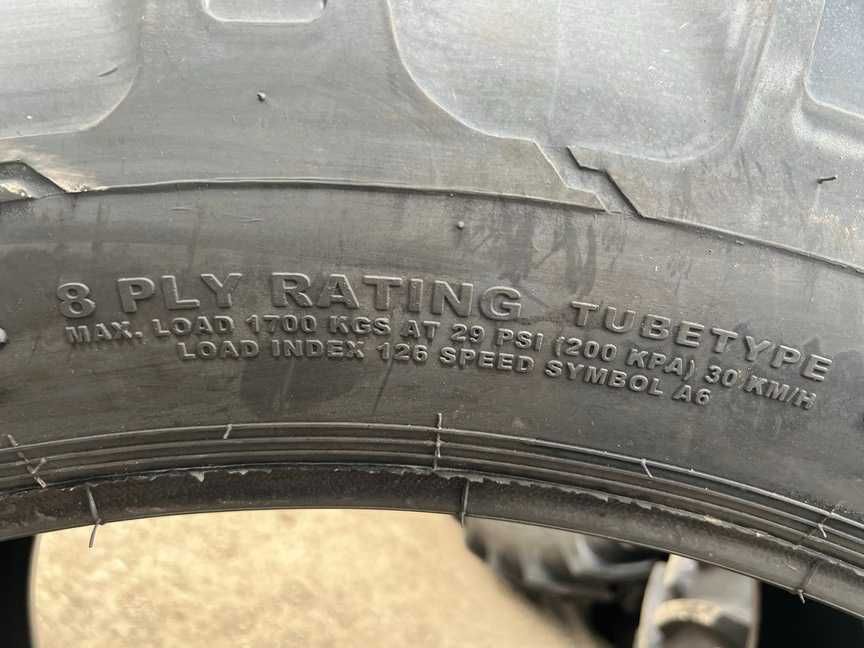 8 PLY RATING TUBETYPE
MAX. LOAD 1700 KGS AT 29 PSI (200 KPA) 30 KM/H
LOAD INDEX 126 SPEED SYMBOL A6